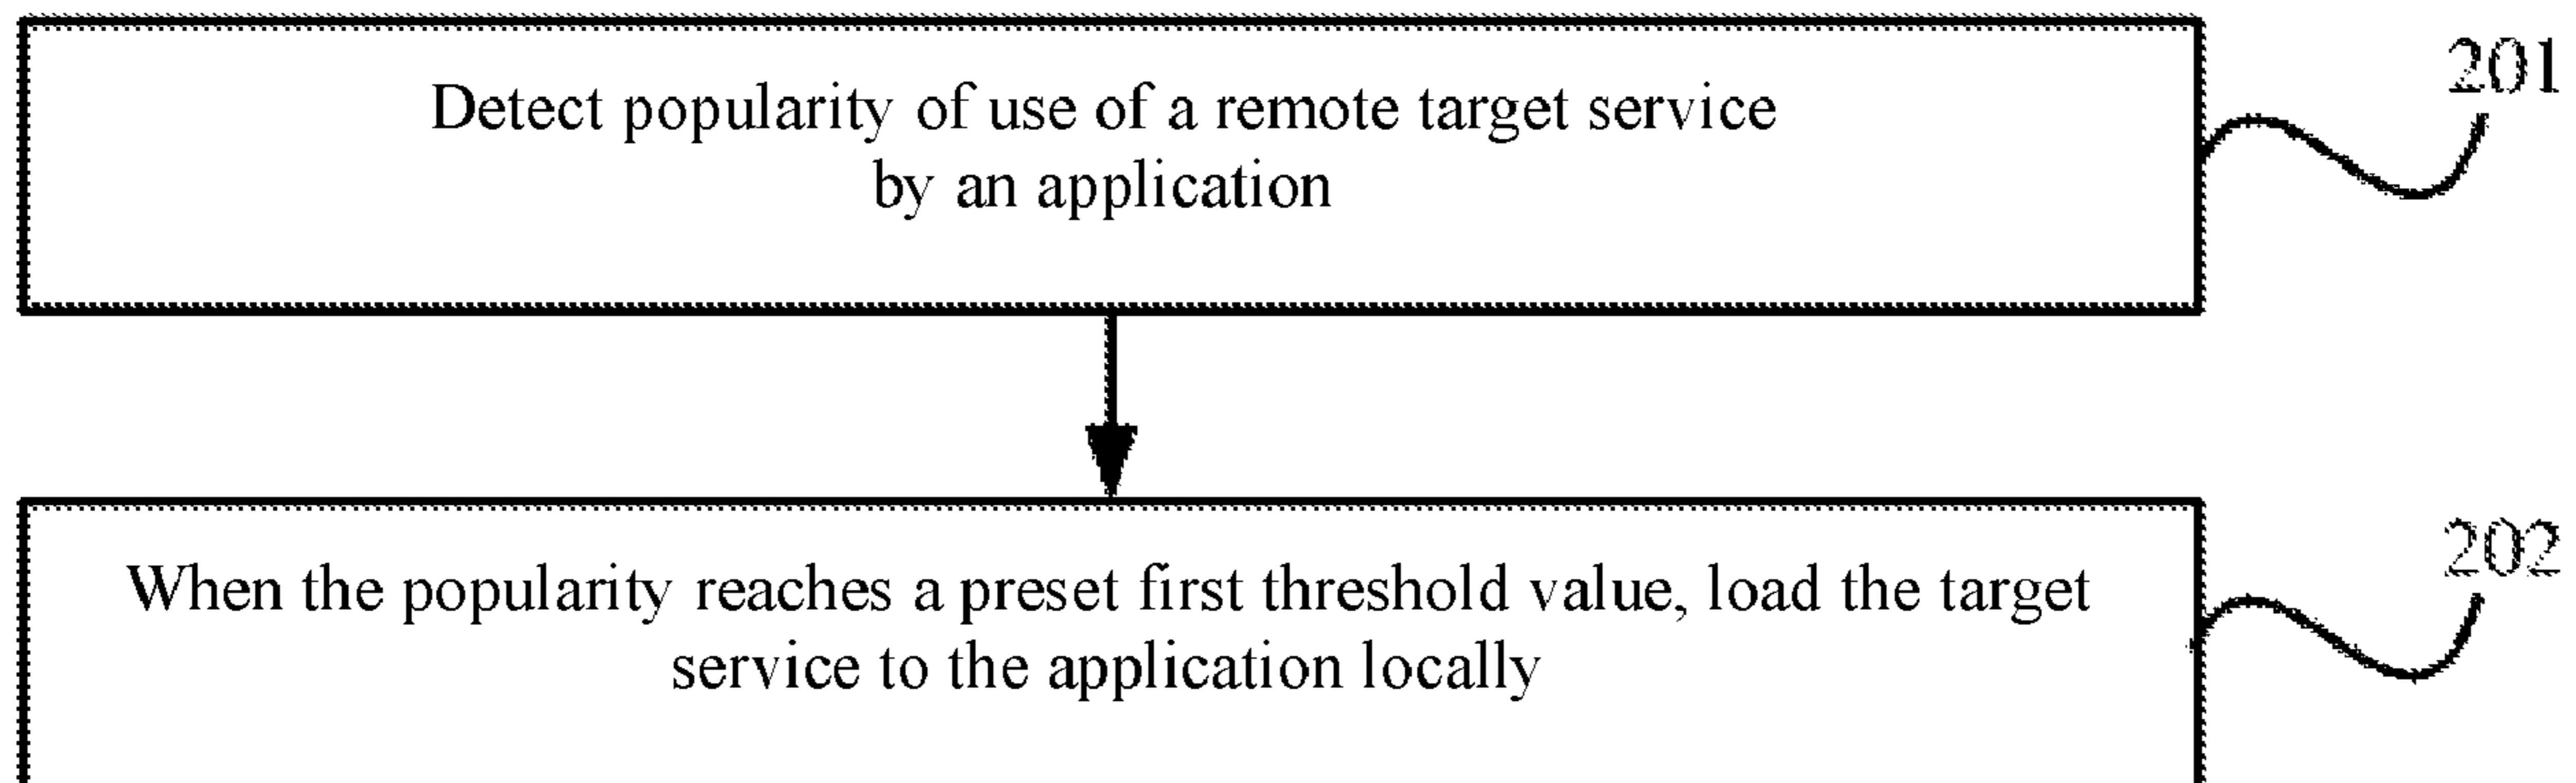 201
Detect popularity of use of a remote target service
by an application
202
When the popularity reaches a preset first threshold value, load the target
service to the application locally